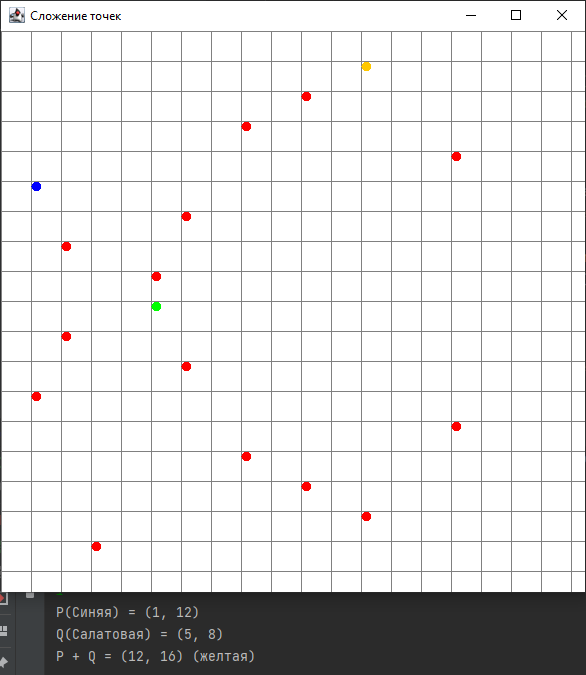 Сложение точек
P(Синяя) = (1, 12)
Q(Салатовая) = (5, 8)
P + Q = (12, 16) (желтая)